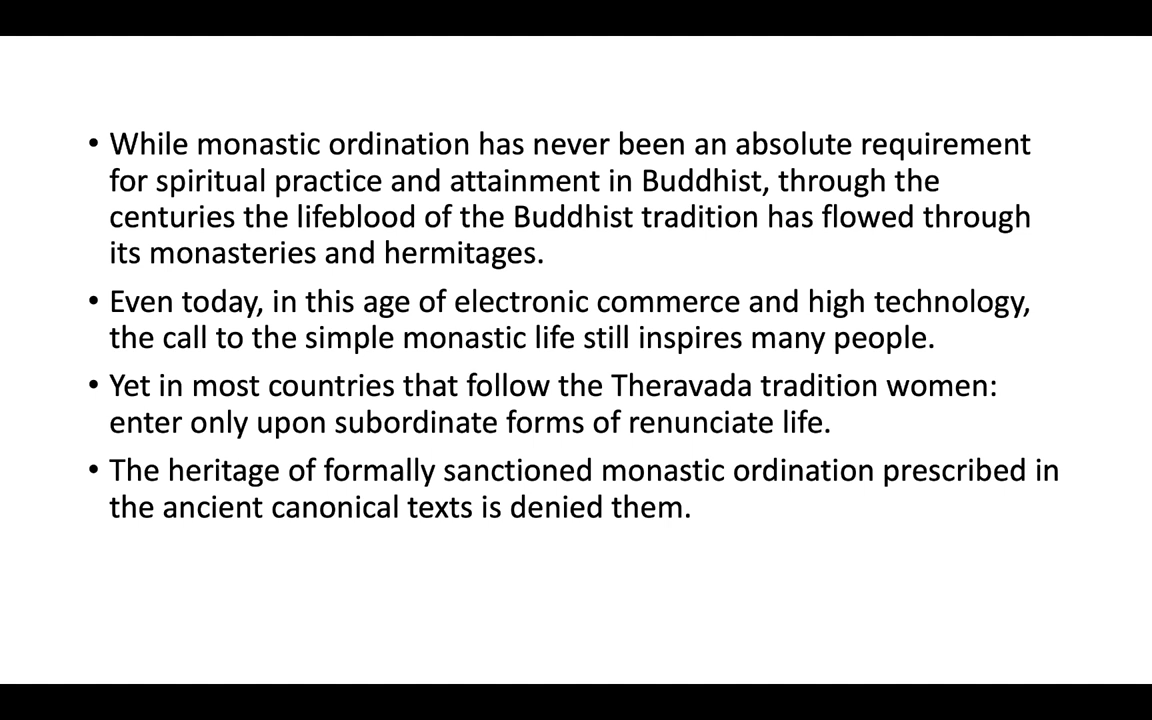 • While monastic ordination has never been an absolute requirement
for spiritual practice and attainment in Buddhist, through the
centuries the lifeblood of the Buddhist tradition has flowed through
its monasteries and hermitages.
• Even today, in this age of electronic commerce and high technology,
the call to the simple monastic life still inspires many people.
• Yet in most countries that follow the Theravada tradition women:
enter only upon subordinate forms of renunciate life.
• The heritage of formally sanctioned monastic ordination prescribed in
the ancient canonical texts is denied them.